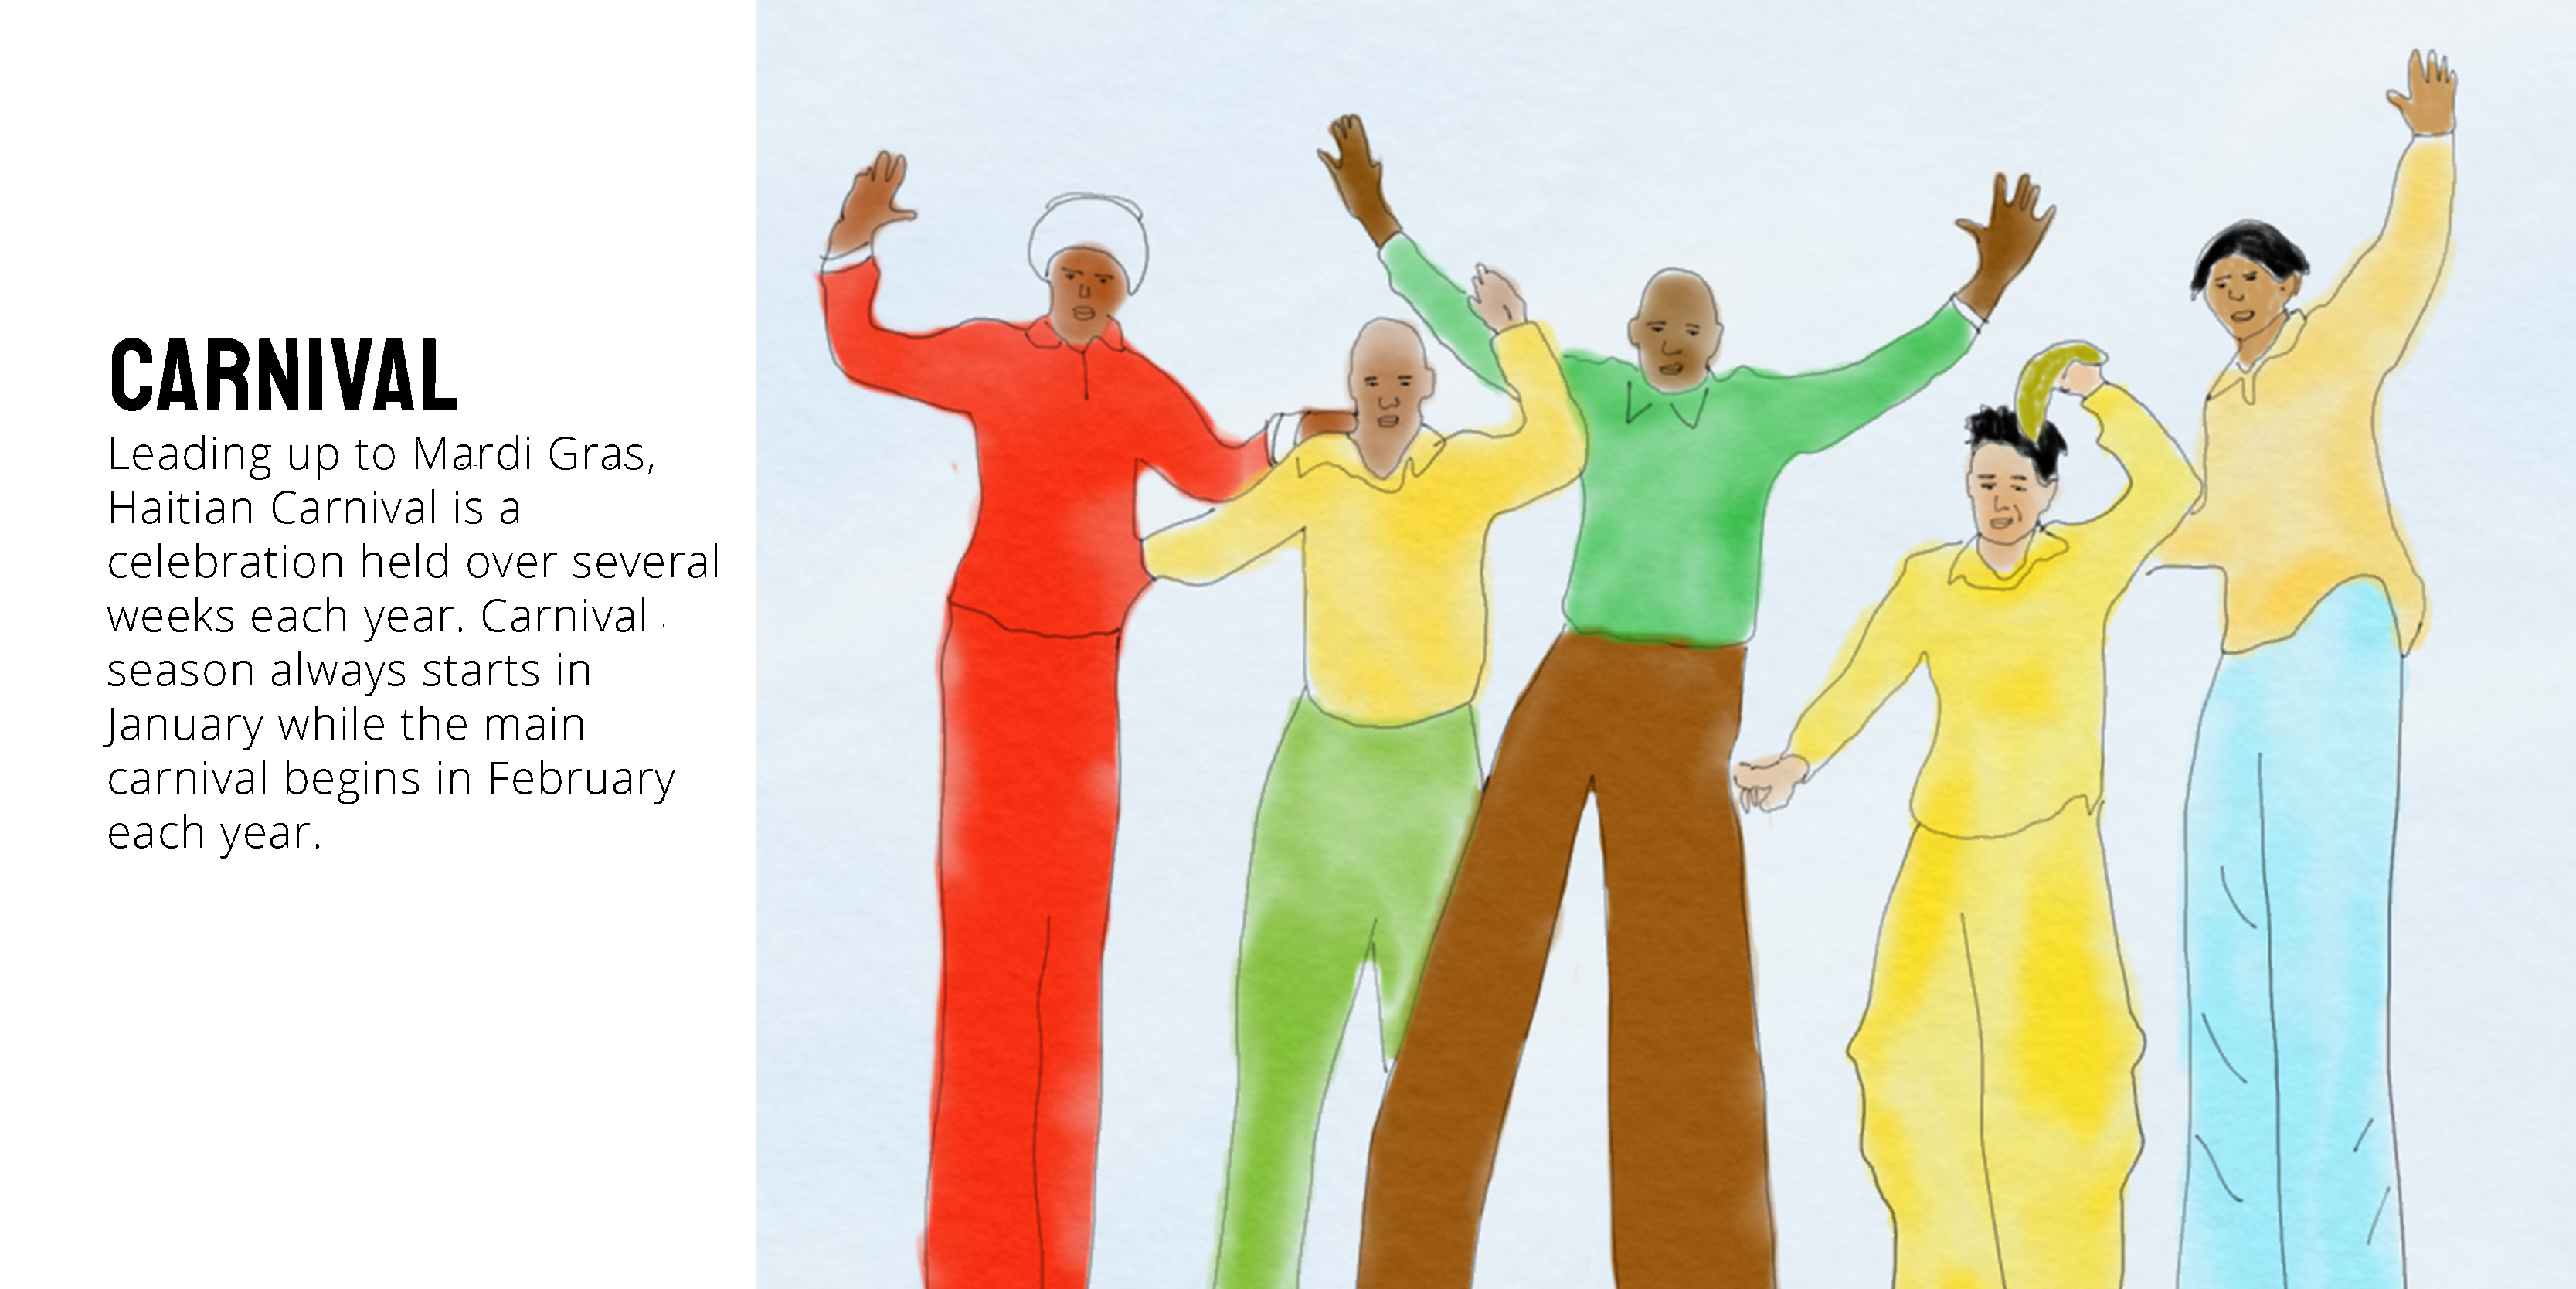 CARNIVAL
Leading up to Mardi Gras,
Haitian Carnival is a
celebration held over several
weeks each year. Carnival
season always starts in
January while the main
carnival begins in February
each year.